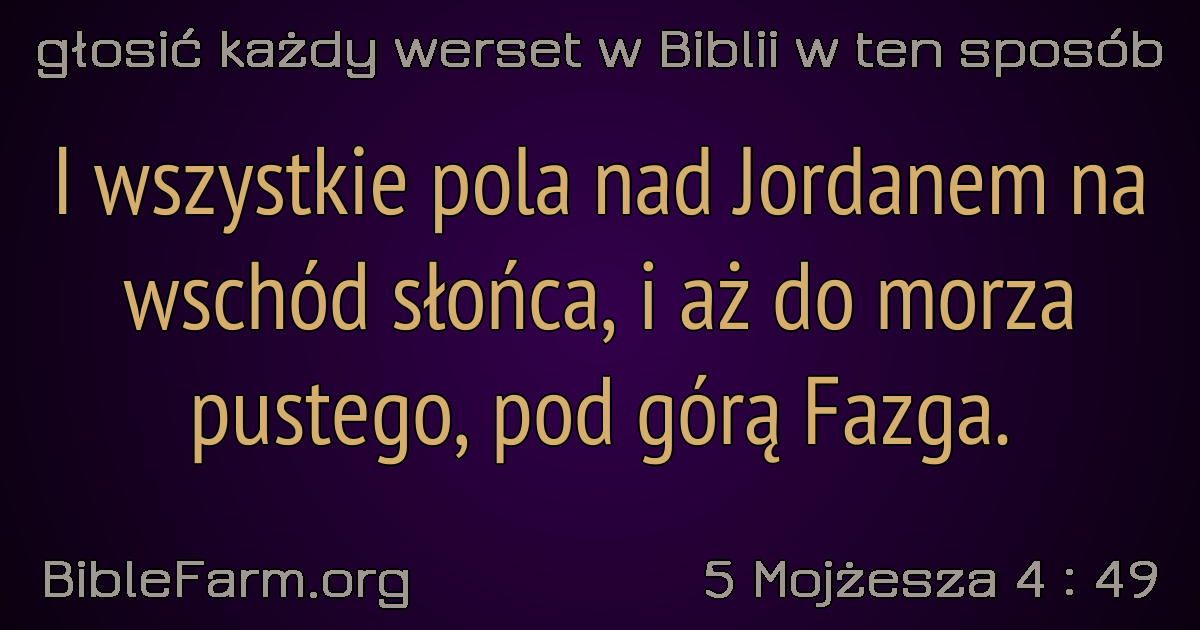 głosić każdy werset w Biblii w ten sposób
I wszystkie pola nad Jordanem na
wschód słońca, i aż do morza
pustego, pod górą Fazga.
BibleFarm.org
5 Mojżesza 4 : 49